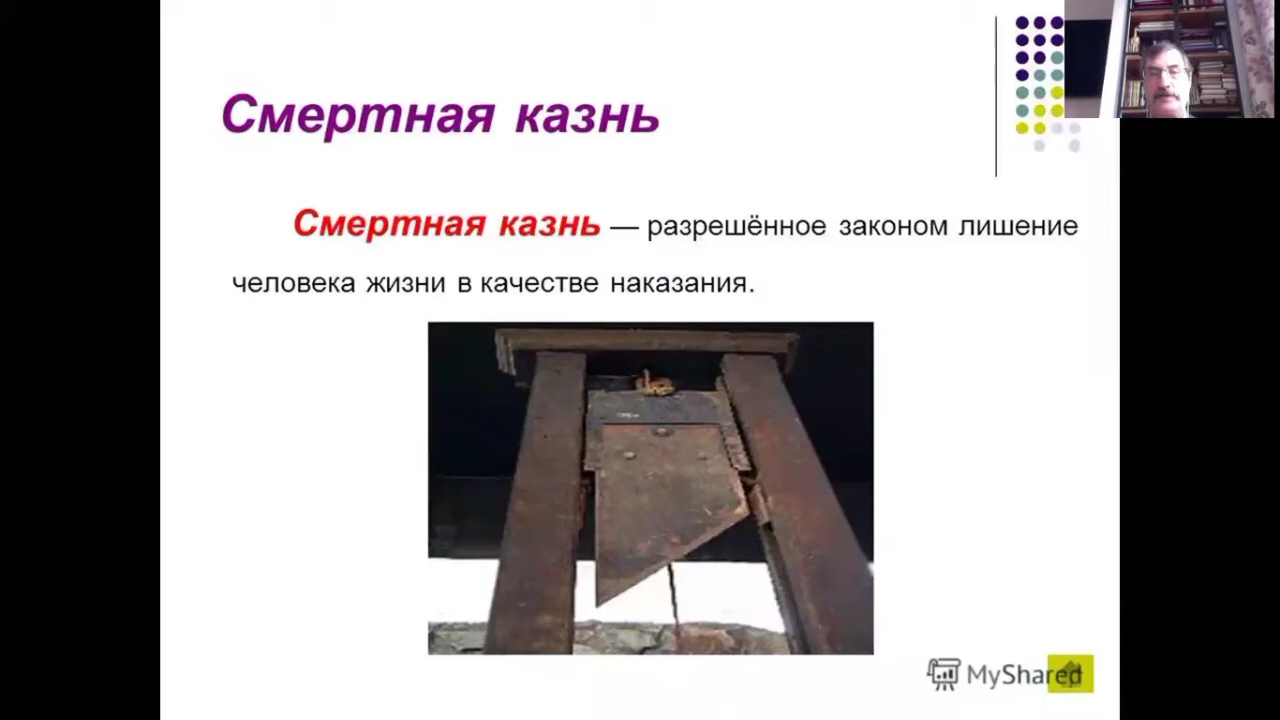 Смертная казнь
Смертная казнь — разрешённое законом лишение
человека жизни в качестве наказания.
MyShared